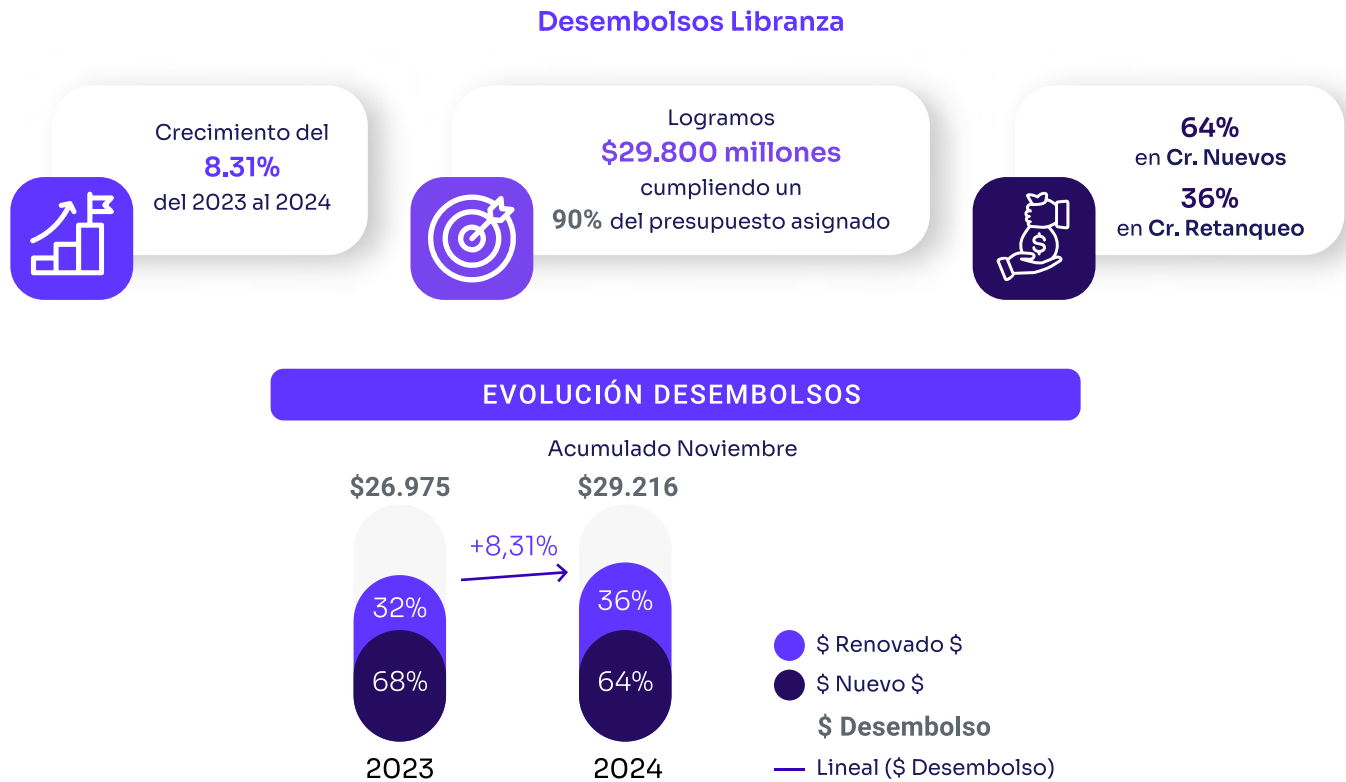 Desembolsos Libranza
Crecimiento del
8.31%
del 2023 al 2024
Logramos
$29.800 millones
cumpliendo un
90% del presupuesto asignado
64%
en Cr. Nuevos
36%
en Cr. Retanqueo
$
EVOLUCIÓN DESEMBOLSOS
Acumulado Noviembre
$26.975
$29.216
+8,31%
32%
36%
68%
64%
2023
2024
$ Renovado $
$ Nuevo $
$ Desembolso
Lineal ($ Desembolso)